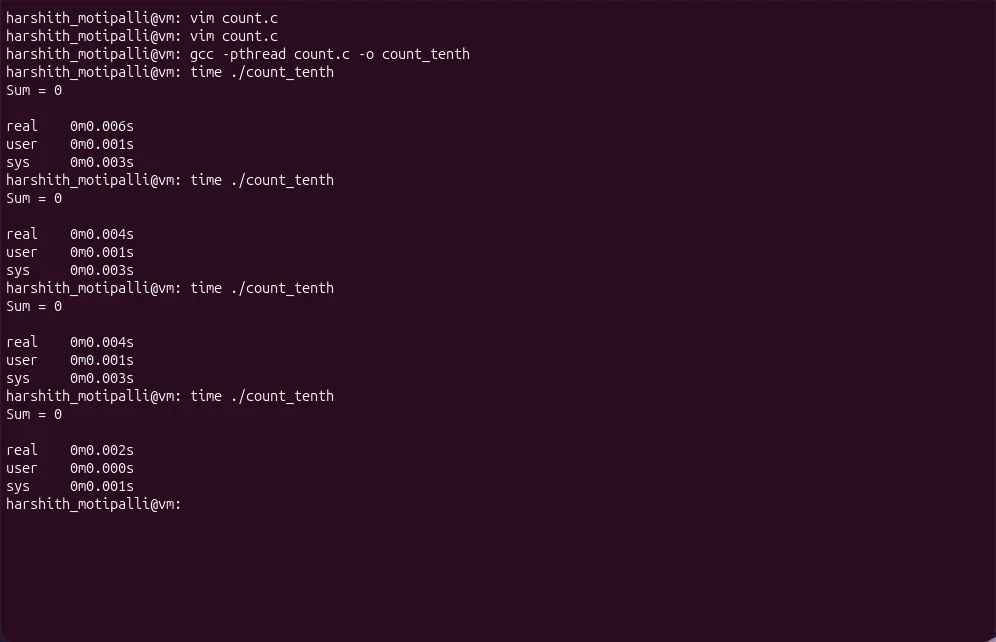 harshith_motipalli@vm: vim count.c
harshith_motipalli@vm: vim count.c
harshith_motipalli@vm: gcc -pthread count.c -o count_tenth
harshith_motipalli@vm: time ./count_tenth
Sum = 0
real 0m0.006s
user 0m0.001s
sys 0m0.003s
harshith_motipalli@vm: time ./count_tenth
Sum = 0
real 0m0.004s
user 0m0.001s
sys 0m0.003s
harshith_motipalli@vm: time ./count_tenth
Sum = 0
real 0m0.004s
user 0m0.001s
sys 0m0.003s
harshith_motipalli@vm: time ./count_tenth
Sum = 0
real 0m0.002s
user 0m0.000s
sys 0m0.001s
harshith_motipalli@vm: